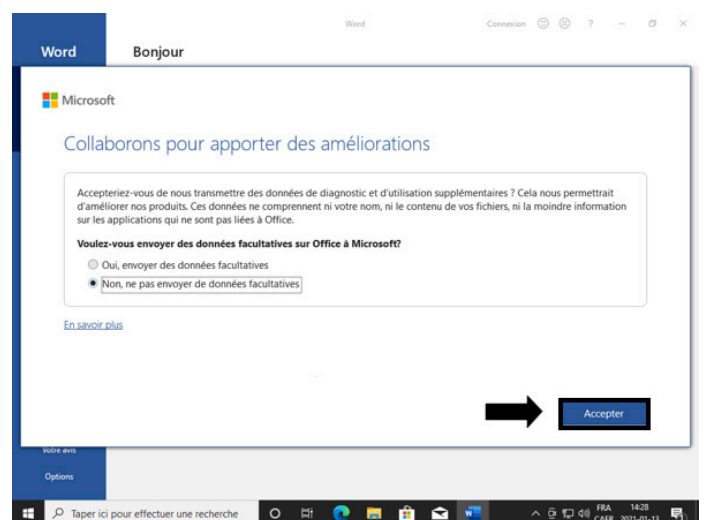 Word
Connexion
?
Word
Bonjour
Microsoft
Collaborons pour apporter des améliorations
Accepteriez-vous de nous transmettre des données de diagnostic et d'utilisation supplémentaires ? Cela nous permettrait
d'améliorer nos produits. Ces données ne comprennent ni votre nom, ni le contenu de vos fichiers, ni la moindre information
sur les applications qui ne sont pas liées à Office.
Voulez-vous envoyer des données facultatives sur Office à Microsoft?
Oui, envoyer des données facultatives
Non, ne pas envoyer de données facultatives
En savoir plus
Accepter
Votre avis
Options
Taper ici pour effectuer une recherche
W
FRA
14:28
CAFR
2021-01-13